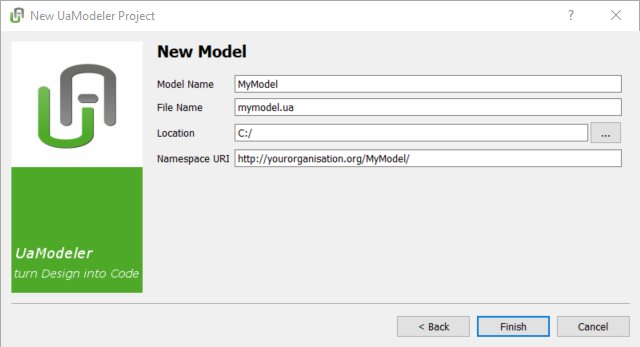 New UaModeler Project
?
New Model
Model Name MyModel
File Name mymodel.ua
Location C:/ ...
Namespace URI http://yourorganisation.org/MyModel/
UaModeler
turn Design into Code
< Back Finish Cancel